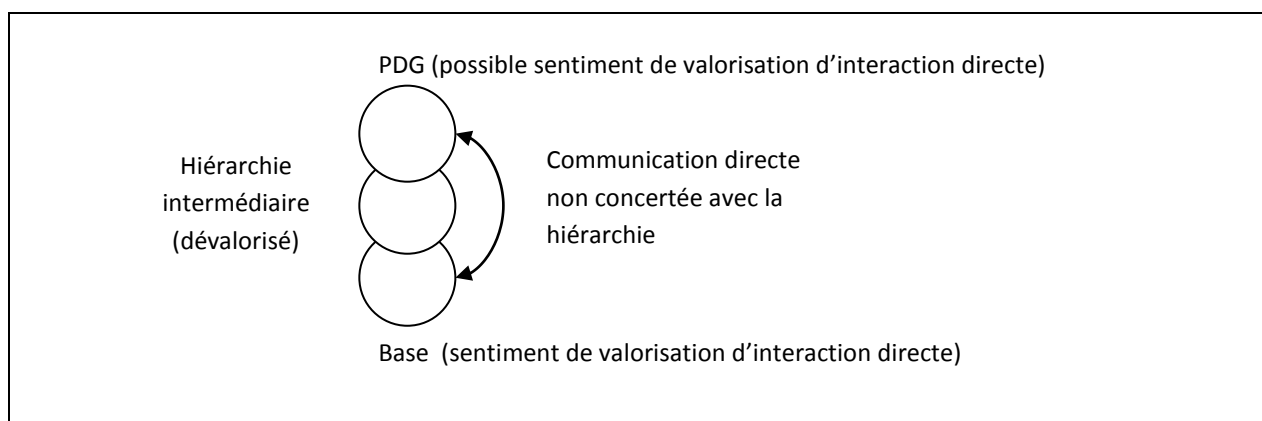 PDG (possible sentiment de valorisation d’interaction directe)
Hiérarchie
intermédiaire
(dévalorisé)
Communication directe
non concertée avec la
hiérarchie
Base (sentiment de valorisation d’interaction directe)